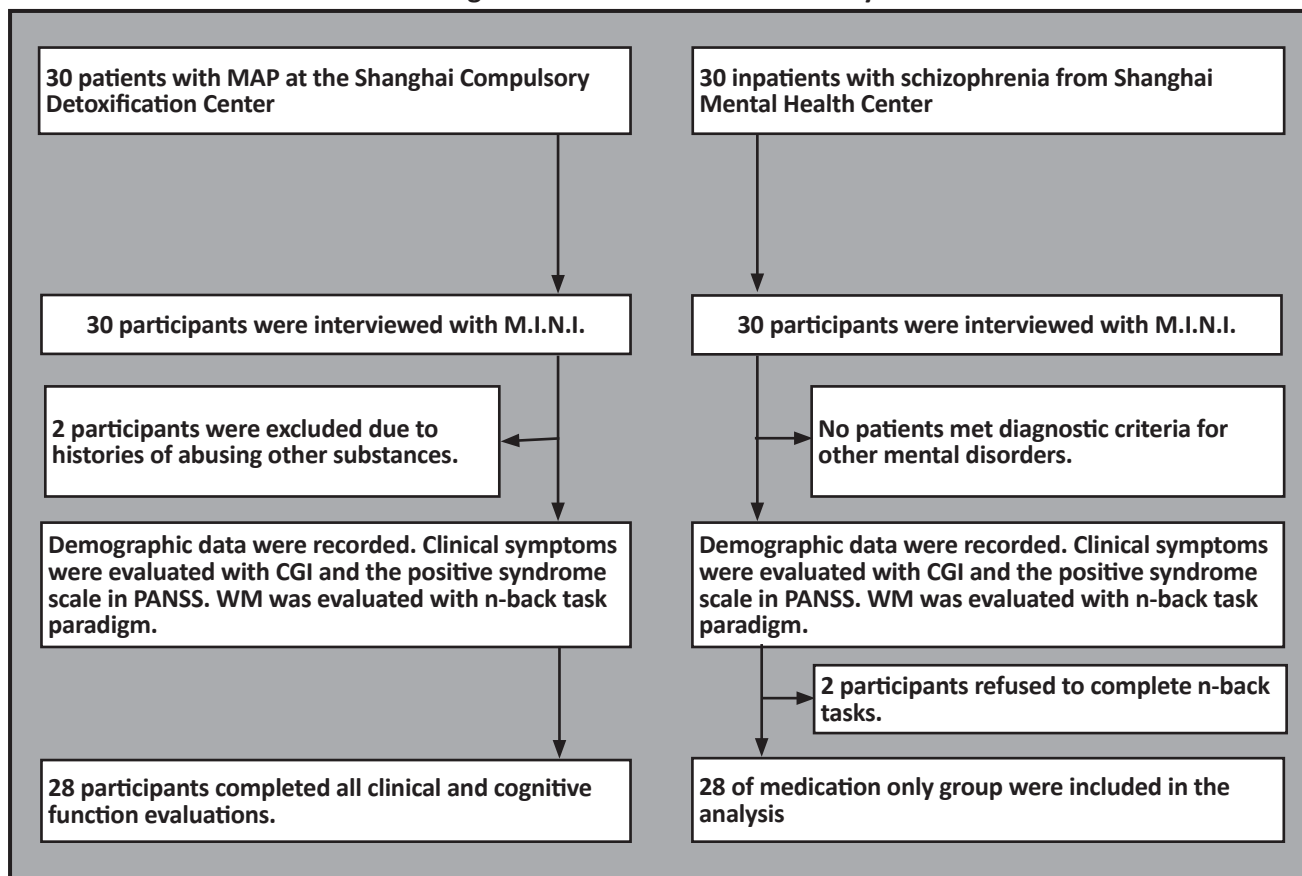 30 patients with MAP at the Shanghai Compulsory
Detoxification Center
30 inpatients with schizophrenia from Shanghai
Mental Health Center
30 participants were interviewed with M.I.N.I.
30 participants were interviewed with M.I.N.I.
2 participants were excluded due to
histories of abusing other substances.
No patients met diagnostic criteria for
other mental disorders.
Demographic data were recorded. Clinical symptoms
were evaluated with CGI and the positive syndrome
scale in PANSS. WM was evaluated with n-back task
paradigm.
Demographic data were recorded. Clinical symptoms
were evaluated with CGI and the positive syndrome
scale in PANSS. WM was evaluated with n-back task
paradigm.
2 participants refused to complete n-back
tasks.
28 participants completed all clinical and cognitive
function evaluations.
28 of medication only group were included in the
analysis